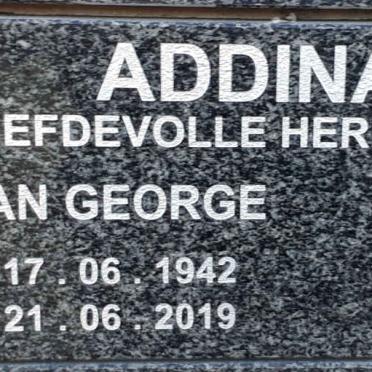 ADDINA
EFDEVOLLE HER
AN GEORGE
17 . 06 . 1942
21 . 06 . 2019